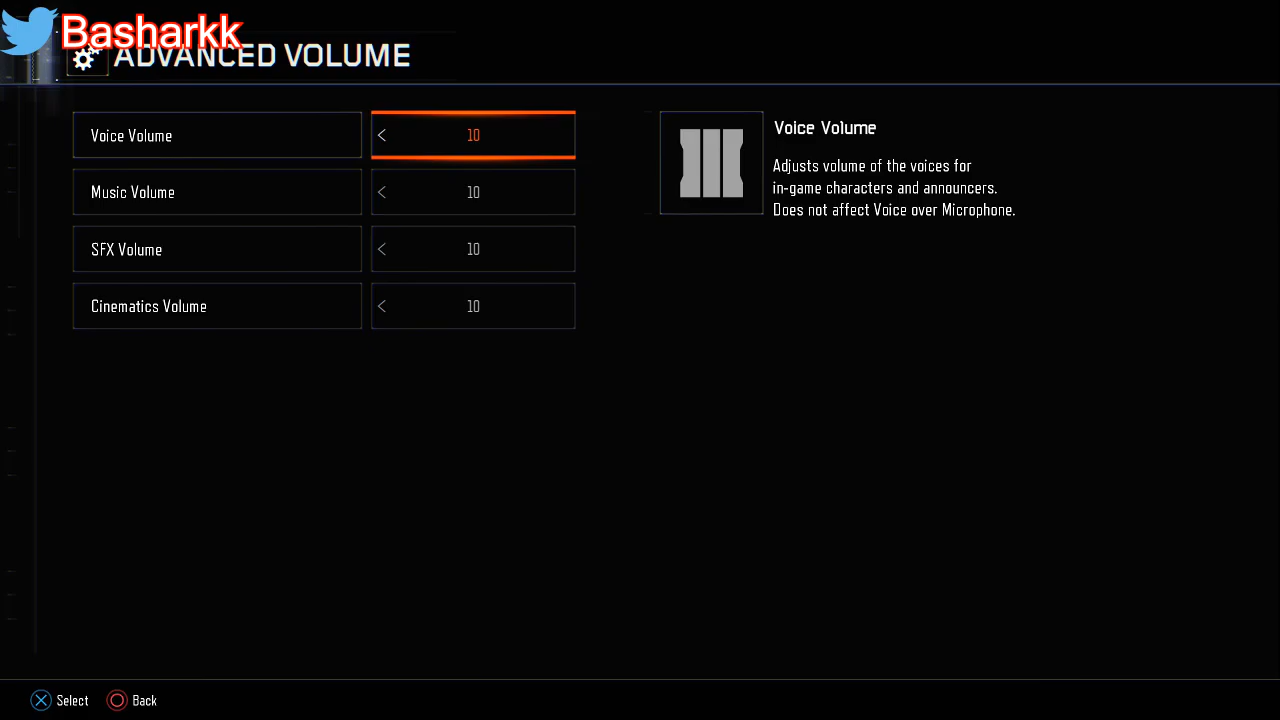 Basharkk
ADVANCED VOLUME
Voice Volume
< 10
Music Volume
< 10
SFX Volume
< 10
Cinematics Volume
< 10
Voice Volume
Adjusts volume of the voices for
in-game characters and announcers.
Does not affect Voice over Microphone.
Select Back